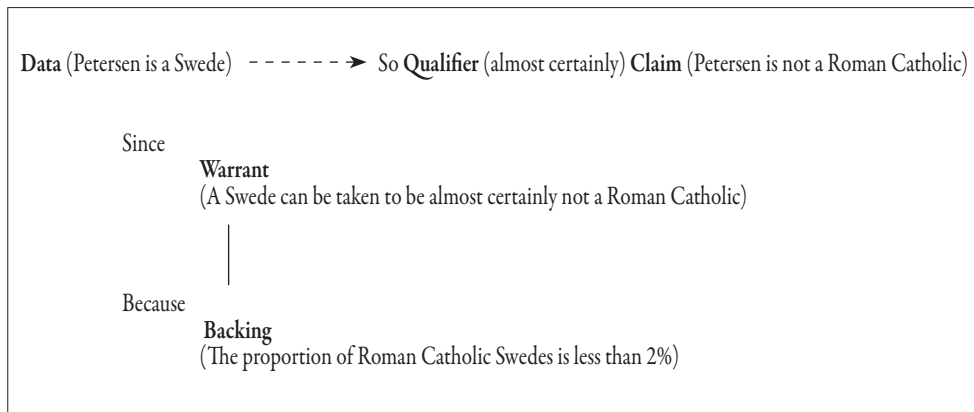 Data (Petersen is a Swede) So Qualifier (almost certainly) Claim (Petersen is not a Roman Catholic)
Since
Warrant
(A Swede can be taken to be almost certainly not a Roman Catholic)
Because
Backing
(The proportion of Roman Catholic Swedes is less than 2%)